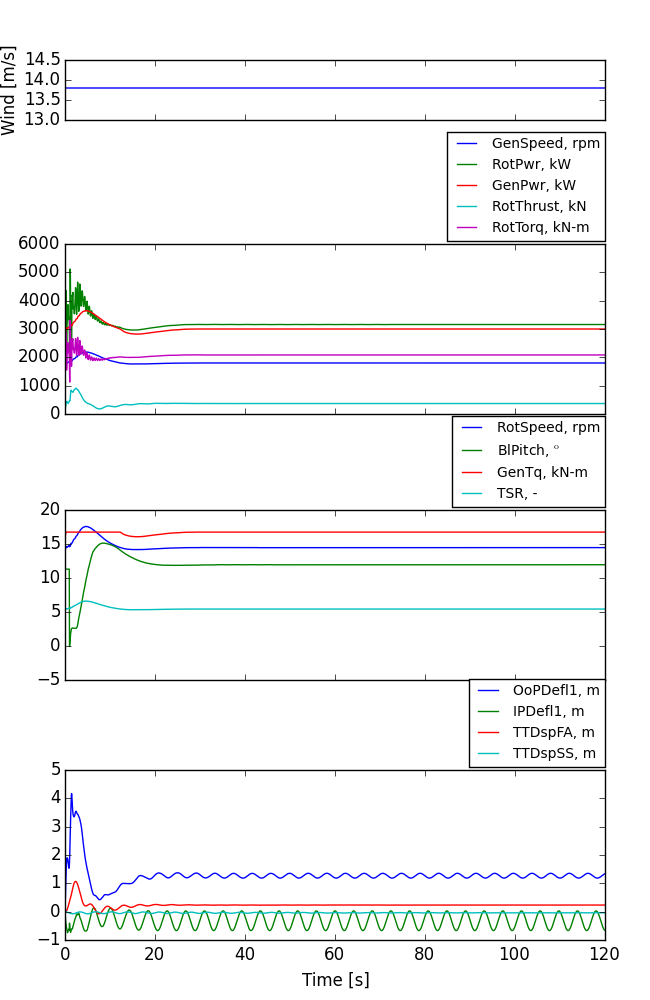 Wind [m/s]
14.5
14.0
13.5
13.0
GenSpeed, rpm
RotPwr, kW
GenPwr, kW
RotThrust, kN
RotTorq, kN-m
6000
5000
4000
3000
2000
1000
0
RotSpeed, rpm
BlPitch, °
GenTq, kN-m
TSR, -
20
15
10
5
0
−5
OoPDefl1, m
IPDefl1, m
TTDspFA, m
TTDspSS, m
5
4
3
2
1
0
−1
0 20 40 60 80 100 120
Time [s]